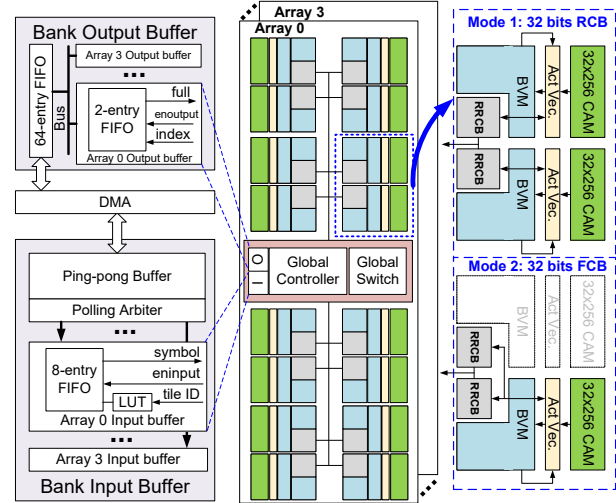 Bank Output Buffer
64-entry FIFO
Bus
Array 3 Output buffer
•••
2-entry
FIFO
full
enoutput
index
Array 0 Output buffer
DMA
Ping-pong Buffer
Polling Arbiter
•••
8-entry
FIFO
symbol
eninput
tile ID
LUT
Array 0 Input buffer
•••
Array 3 Input buffer
Bank Input Buffer
Array 3
Array 0
O
I
Global
Controller
Global
Switch
Mode 1: 32 bits RCB
BVM
Act Vec.
32x256 CAM
RRCB
RRCB
BVM
Act Vec.
32x256 CAM
Mode 2: 32 bits FCB
BVM
Act Vec.
32x256 CAM
RRCB
RRCB
BVM
Act Vec.
32x256 CAM